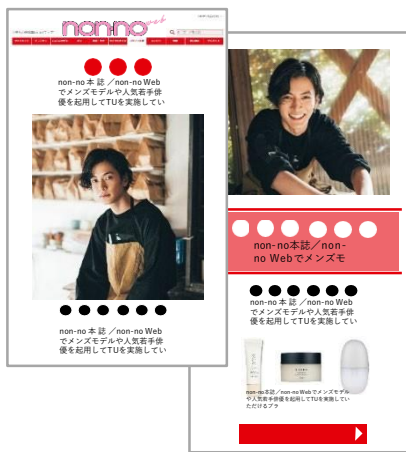 non-no web
non-no 本 誌 ／non-no Web
でメンズモデルや人気若手俳
優を起用してTUを実施してい
non-no 本 誌 ／non-no Web
でメンズモデルや人気若手俳
優を起用してTUを実施してい
non-no本誌／non-
no Webでメンズモ
non-no 本 誌 ／non-no Web
でメンズモデルや人気若手俳
優を起用してTUを実施してい
non-no本誌／non-no Webでメンズモデル
や人気若手俳優を起用してTUを実施してい
ただけるプラ